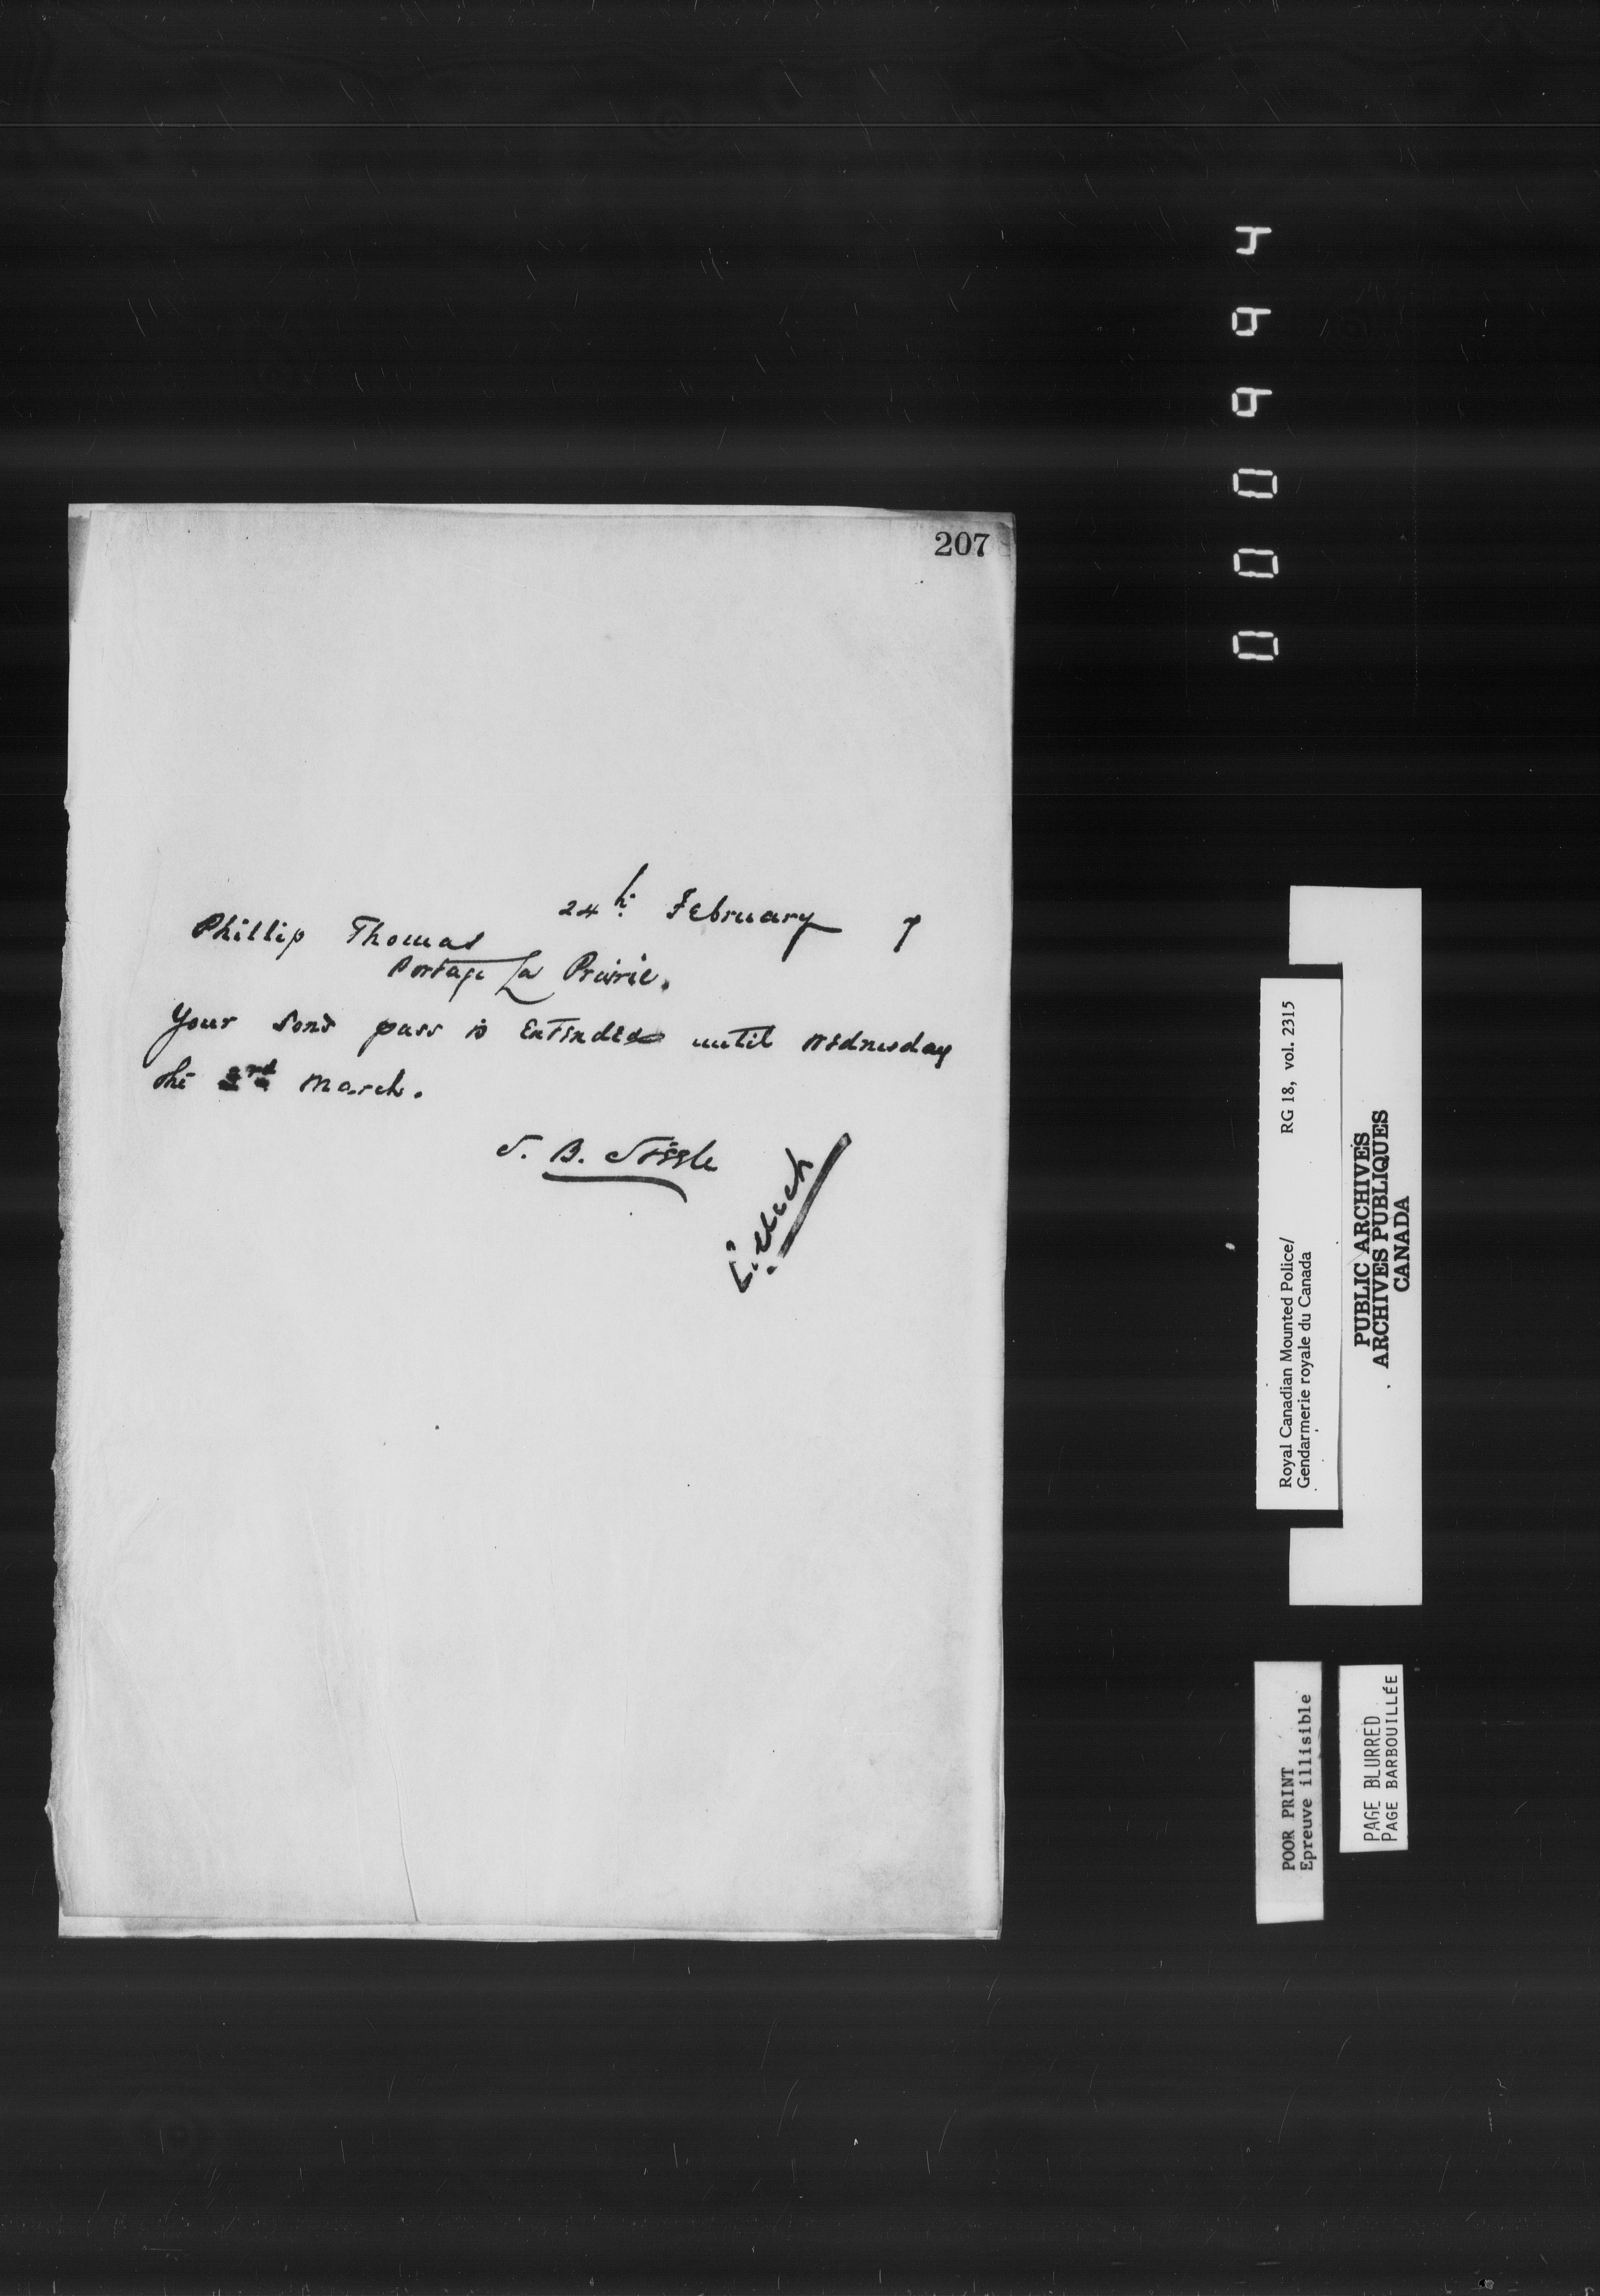 207
24th February 7
Phillip Thomas
Portage La Prairie.
Your sons pass is Extended until Wednesday
the 3rd March.
S. B. Steele
RG 18, vol. 2315
Royal Canadian Mounted Police/
Gendarmerie royale du Canada
PUBLIC ARCHIVES
ARCHIVES PUBLIQUES
CANADA
POOR PRINT
Epreuve illisible
PAGE BLURRED
PAGE BARBOUILLÉE